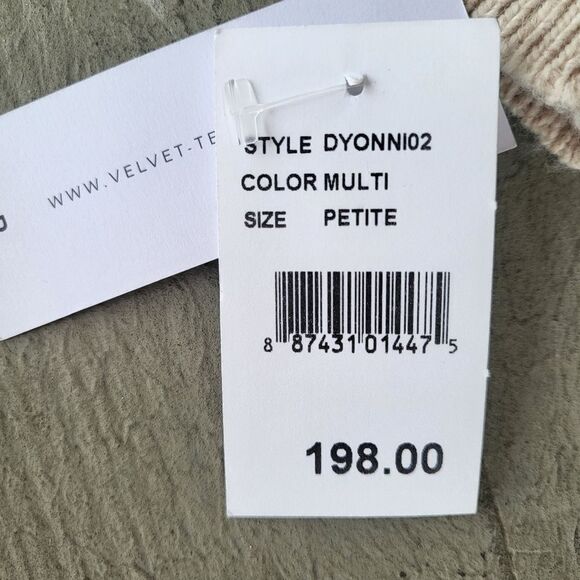 WWW.VELVET-TE
STYLE DYONNI02
COLOR MULTI
SIZE PETITE
8 87431 01447 5
198.00